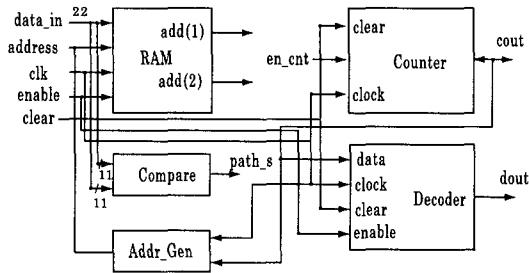 data_in
22
address
clk
enable
clear
RAM
add(1)
add(2)
en_cnt
clear
Counter
clock
cout
11
11
Compare
path_s
data
clock
Decoder
clear
enable
dout
Addr_Gen